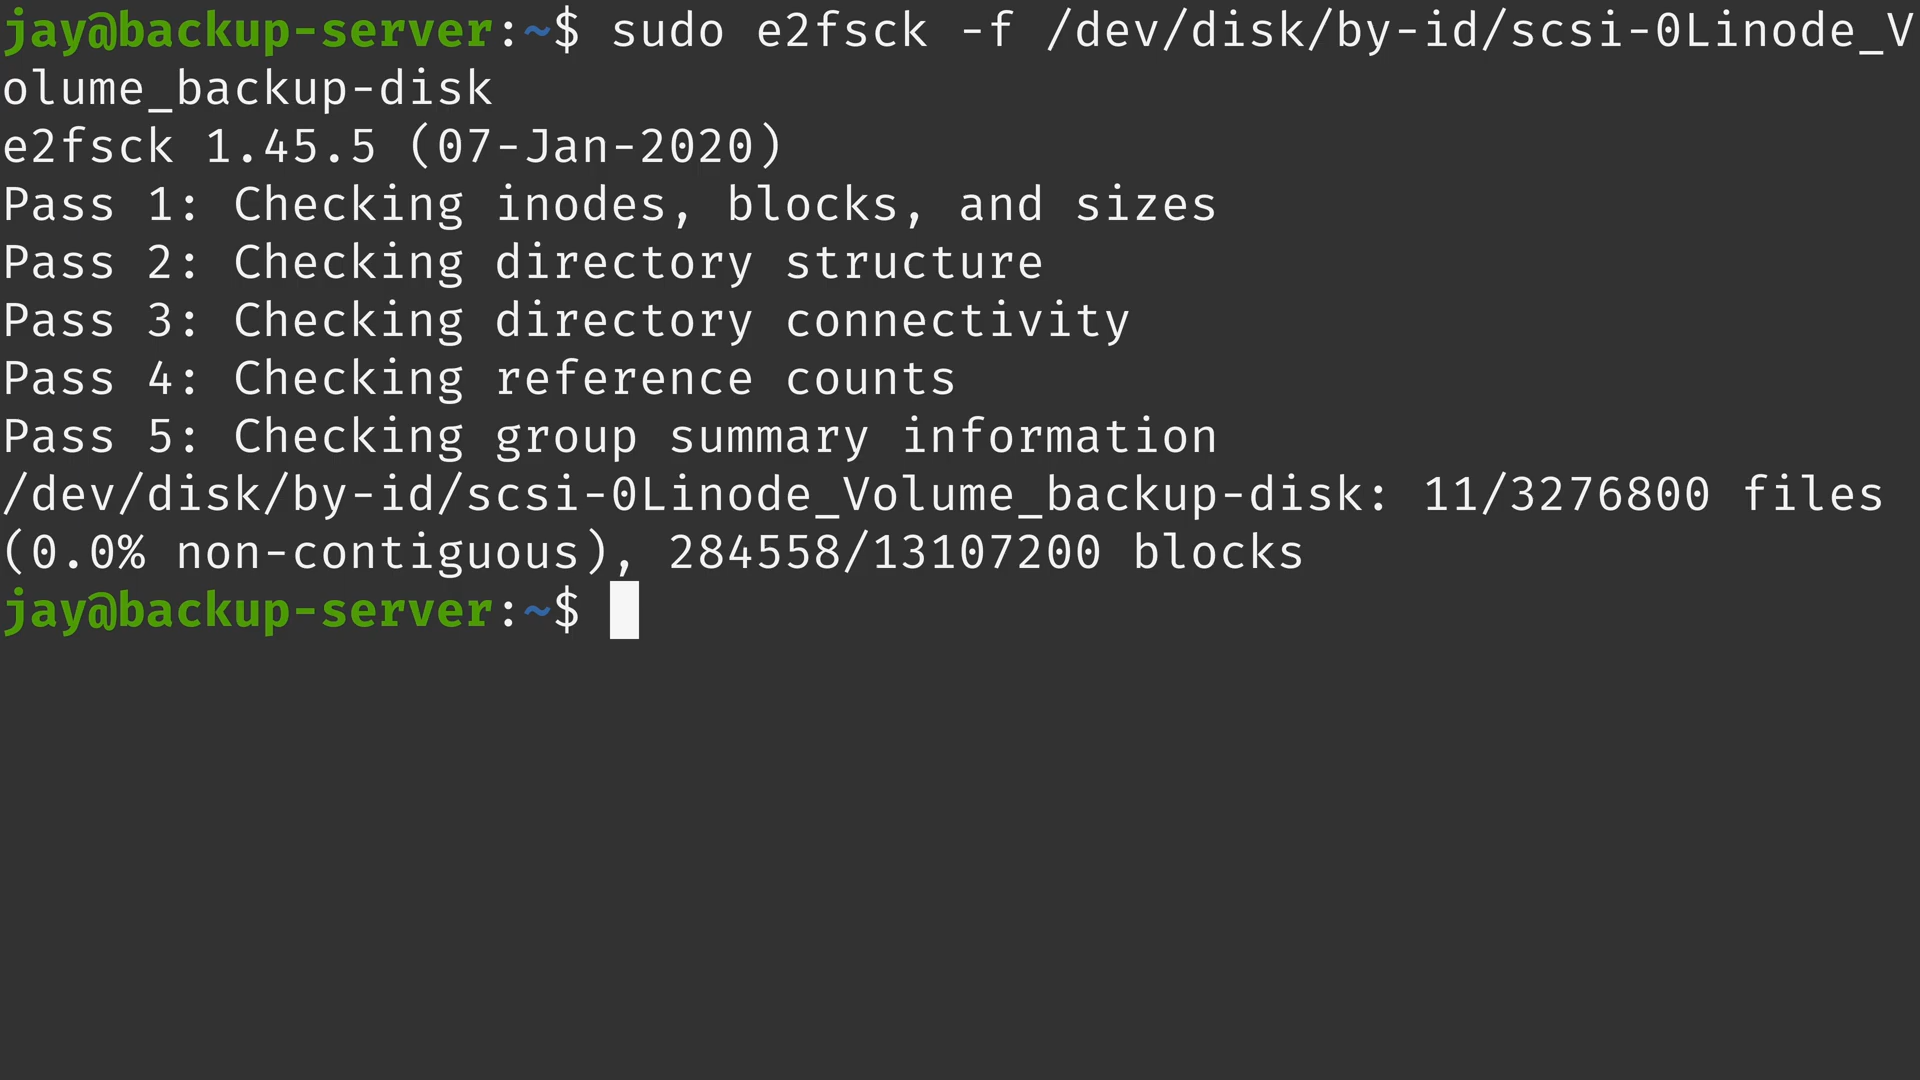 jay@backup-server:~$ sudo e2fsck -f /dev/disk/by-id/scsi-0Linode_V
olume_backup-disk
e2fsck 1.45.5 (07-Jan-2020)
Pass 1: Checking inodes, blocks, and sizes
Pass 2: Checking directory structure
Pass 3: Checking directory connectivity
Pass 4: Checking reference counts
Pass 5: Checking group summary information
/dev/disk/by-id/scsi-0Linode_Volume_backup-disk: 11/3276800 files
(0.0% non-contiguous), 284558/13107200 blocks
jay@backup-server:~$